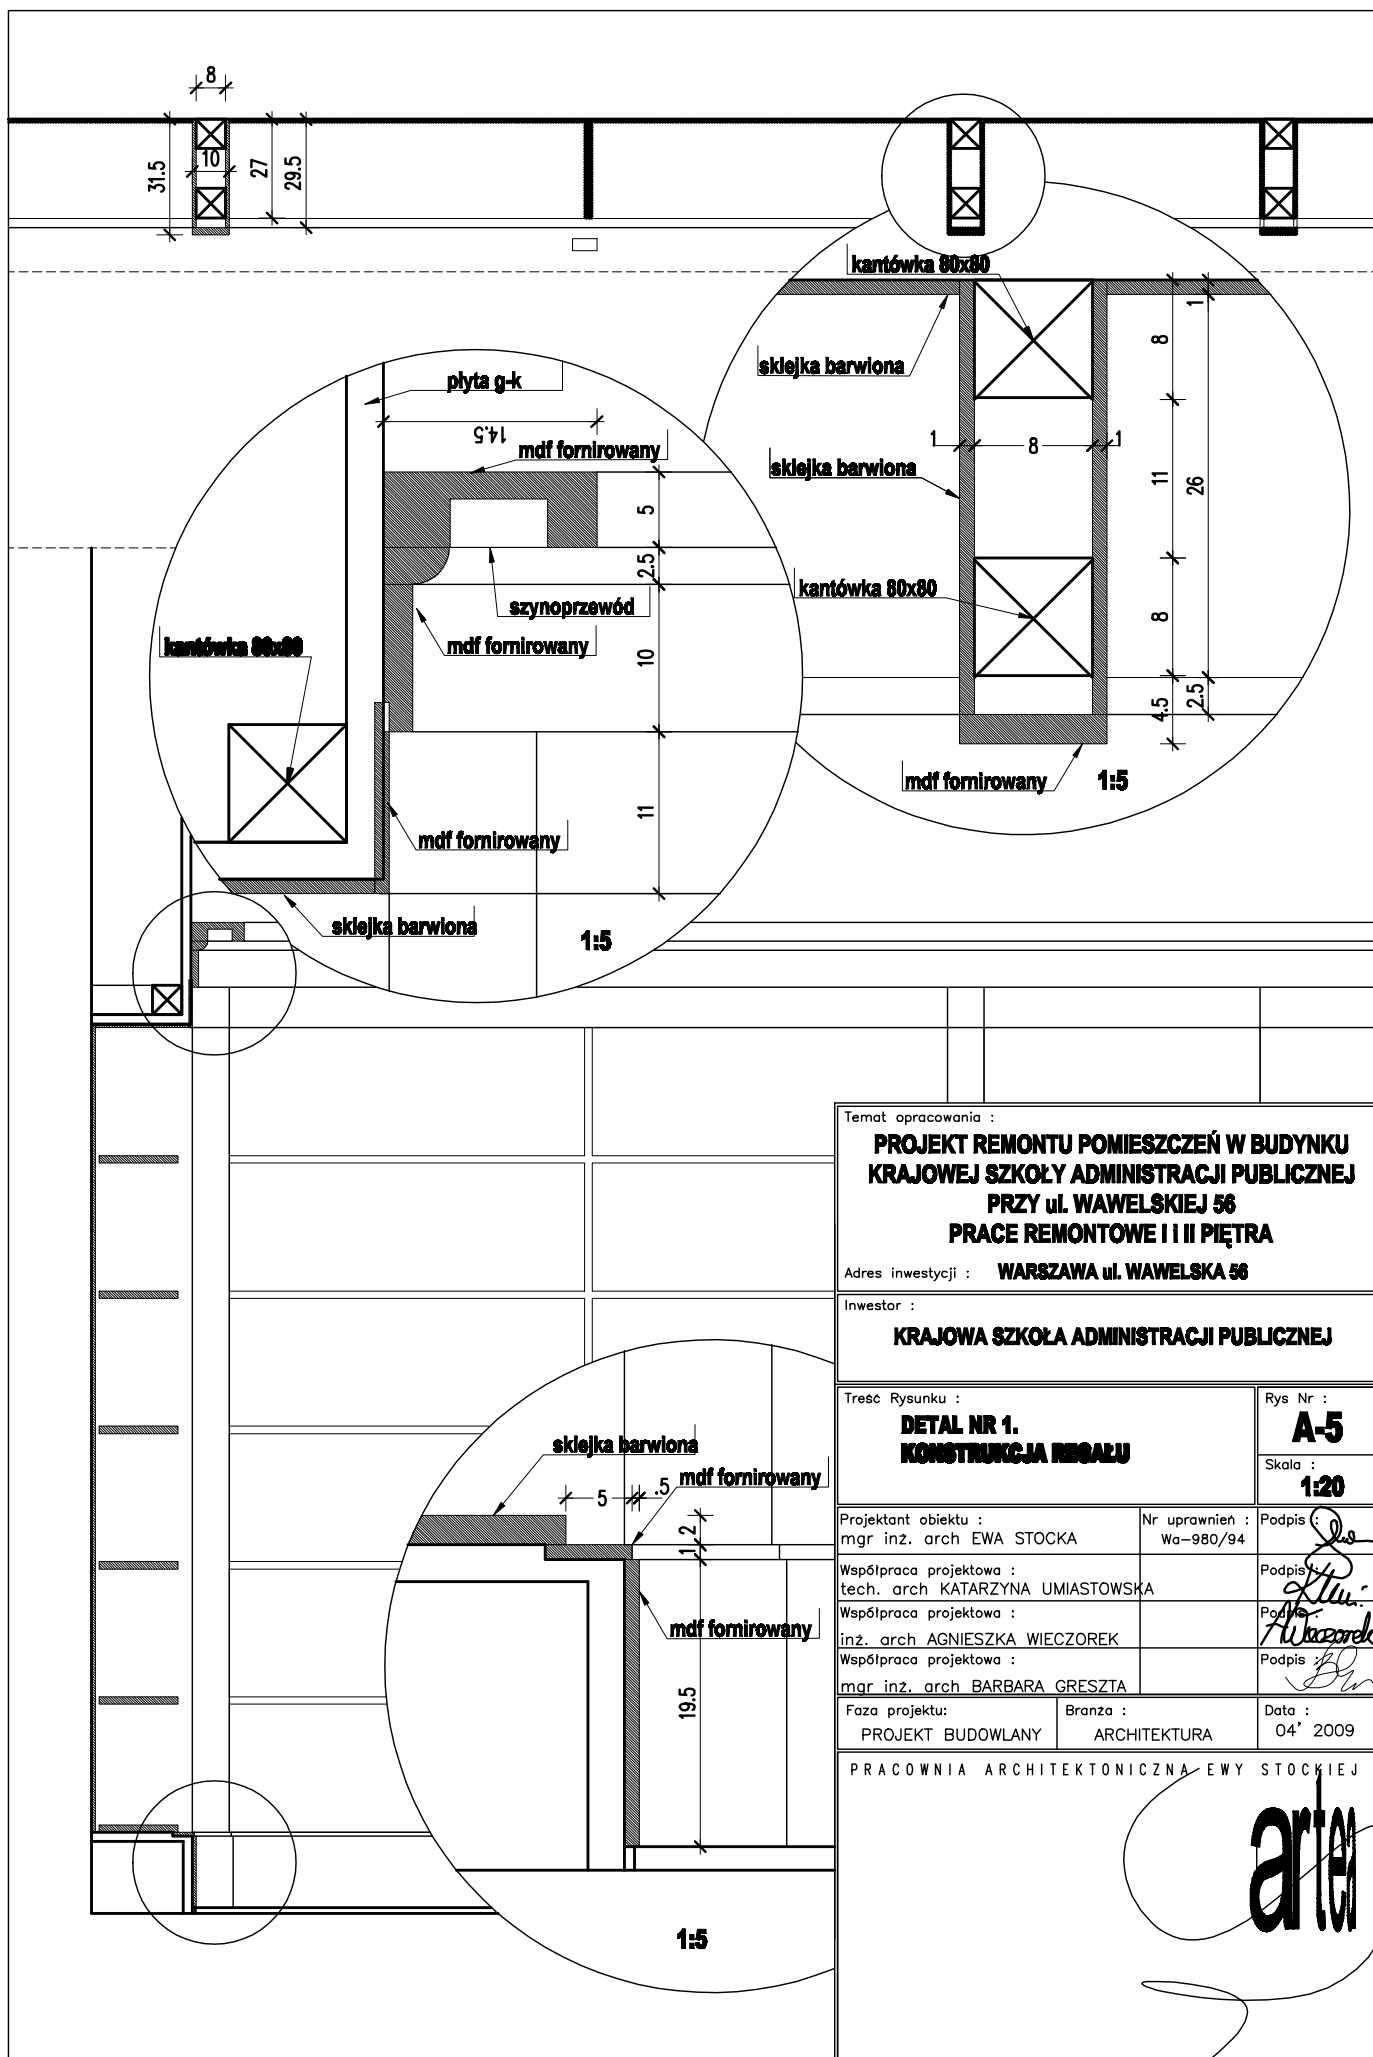 8
31.5
10
27
29.5
kantówka 80x80
sklejka barwiona
1
8
1
8
1
sklejka barwiona
11
26
kantówka 80x80
8
4.5
2.5
mdf fornirowany
1:5
płyta g-k
14.5
mdf fornirowany
5
2.5
szynoprzewód
mdf fornirowany
kantówka 80x80
10
11
mdf fornirowany
sklejka barwiona
1:5
sklejka barwiona
5
.5
mdf fornirowany
2
1
mdf fornirowany
19.5
1:5
Temat opracowania :
PROJEKT REMONTU POMIESZCZEŃ W BUDYNKU
KRAJOWEJ SZKOŁY ADMINISTRACJI PUBLICZNEJ
PRZY ul. WAWELSKIEJ 56
PRACE REMONTOWE I i II PIĘTRA
Adres inwestycji : WARSZAWA ul. WAWELSKA 56
Inwestor :
KRAJOWA SZKOŁA ADMINISTRACJI PUBLICZNEJ
Treść Rysunku :
DETAL NR 1.
KONSTRUKCJA REGAŁU
Rys Nr :
A-5
Skala :
1:20
Projektant obiektu :
mgr inż. arch EWA STOCKA
Nr uprawnień :
Wa-980/94
Podpis :
Współpraca projektowa :
tech. arch KATARZYNA UMIASTOWSKA
Podpis :
Współpraca projektowa :
inż. arch AGNIESZKA WIECZOREK
Podpis :
AWieczorek
Współpraca projektowa :
mgr inż. arch BARBARA GRESZTA
Podpis :
Faza projektu:
PROJEKT BUDOWLANY
Branża :
ARCHITEKTURA
Data :
04' 2009
PRACOWNIA ARCHITEKTONICZNA EWY STOCKIEJ
artea